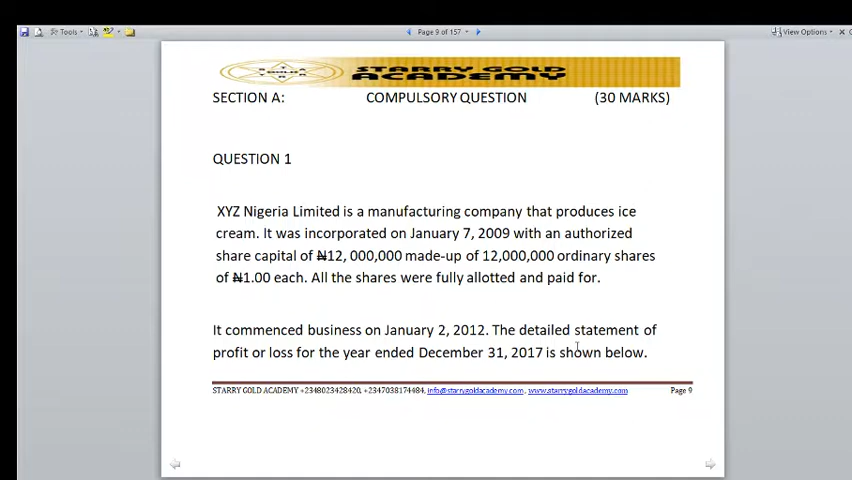 Tools
Page 9 of 157
View Options
STARRY GOLD
ACADEMY
SECTION A: COMPULSORY QUESTION (30 MARKS)
QUESTION 1
XYZ Nigeria Limited is a manufacturing company that produces ice
cream. It was incorporated on January 7, 2009 with an authorized
share capital of ₦12, 000,000 made-up of 12,000,000 ordinary shares
of ₦1.00 each. All the shares were fully allotted and paid for.
It commenced business on January 2, 2012. The detailed statement of
profit or loss for the year ended December 31, 2017 is shown below.
STARRY GOLD ACADEMY +2348023428420, +2347038174484, info@starrygoldacademy.com, www.starrygoldacademy.com Page 9